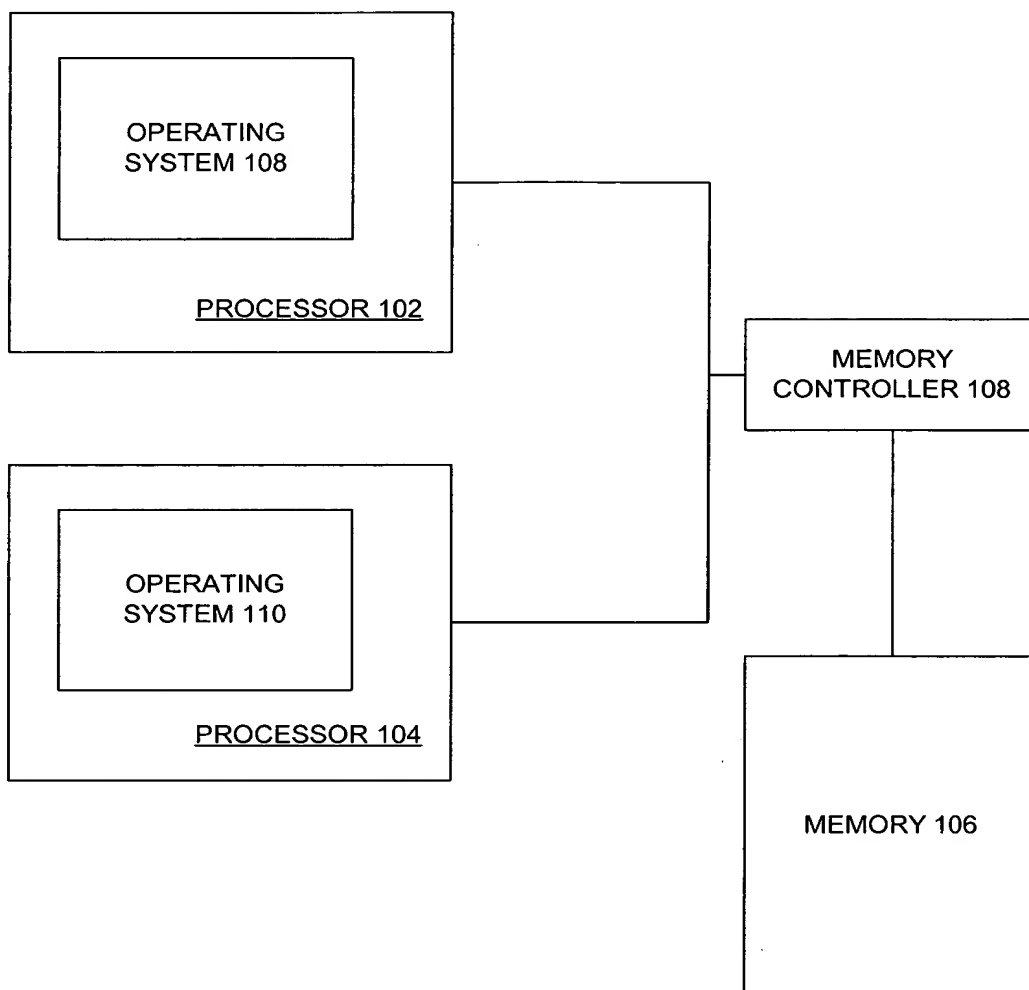 OPERATING
SYSTEM 108
PROCESSOR 102
MEMORY
CONTROLLER 108
OPERATING
SYSTEM 110
PROCESSOR 104
MEMORY 106